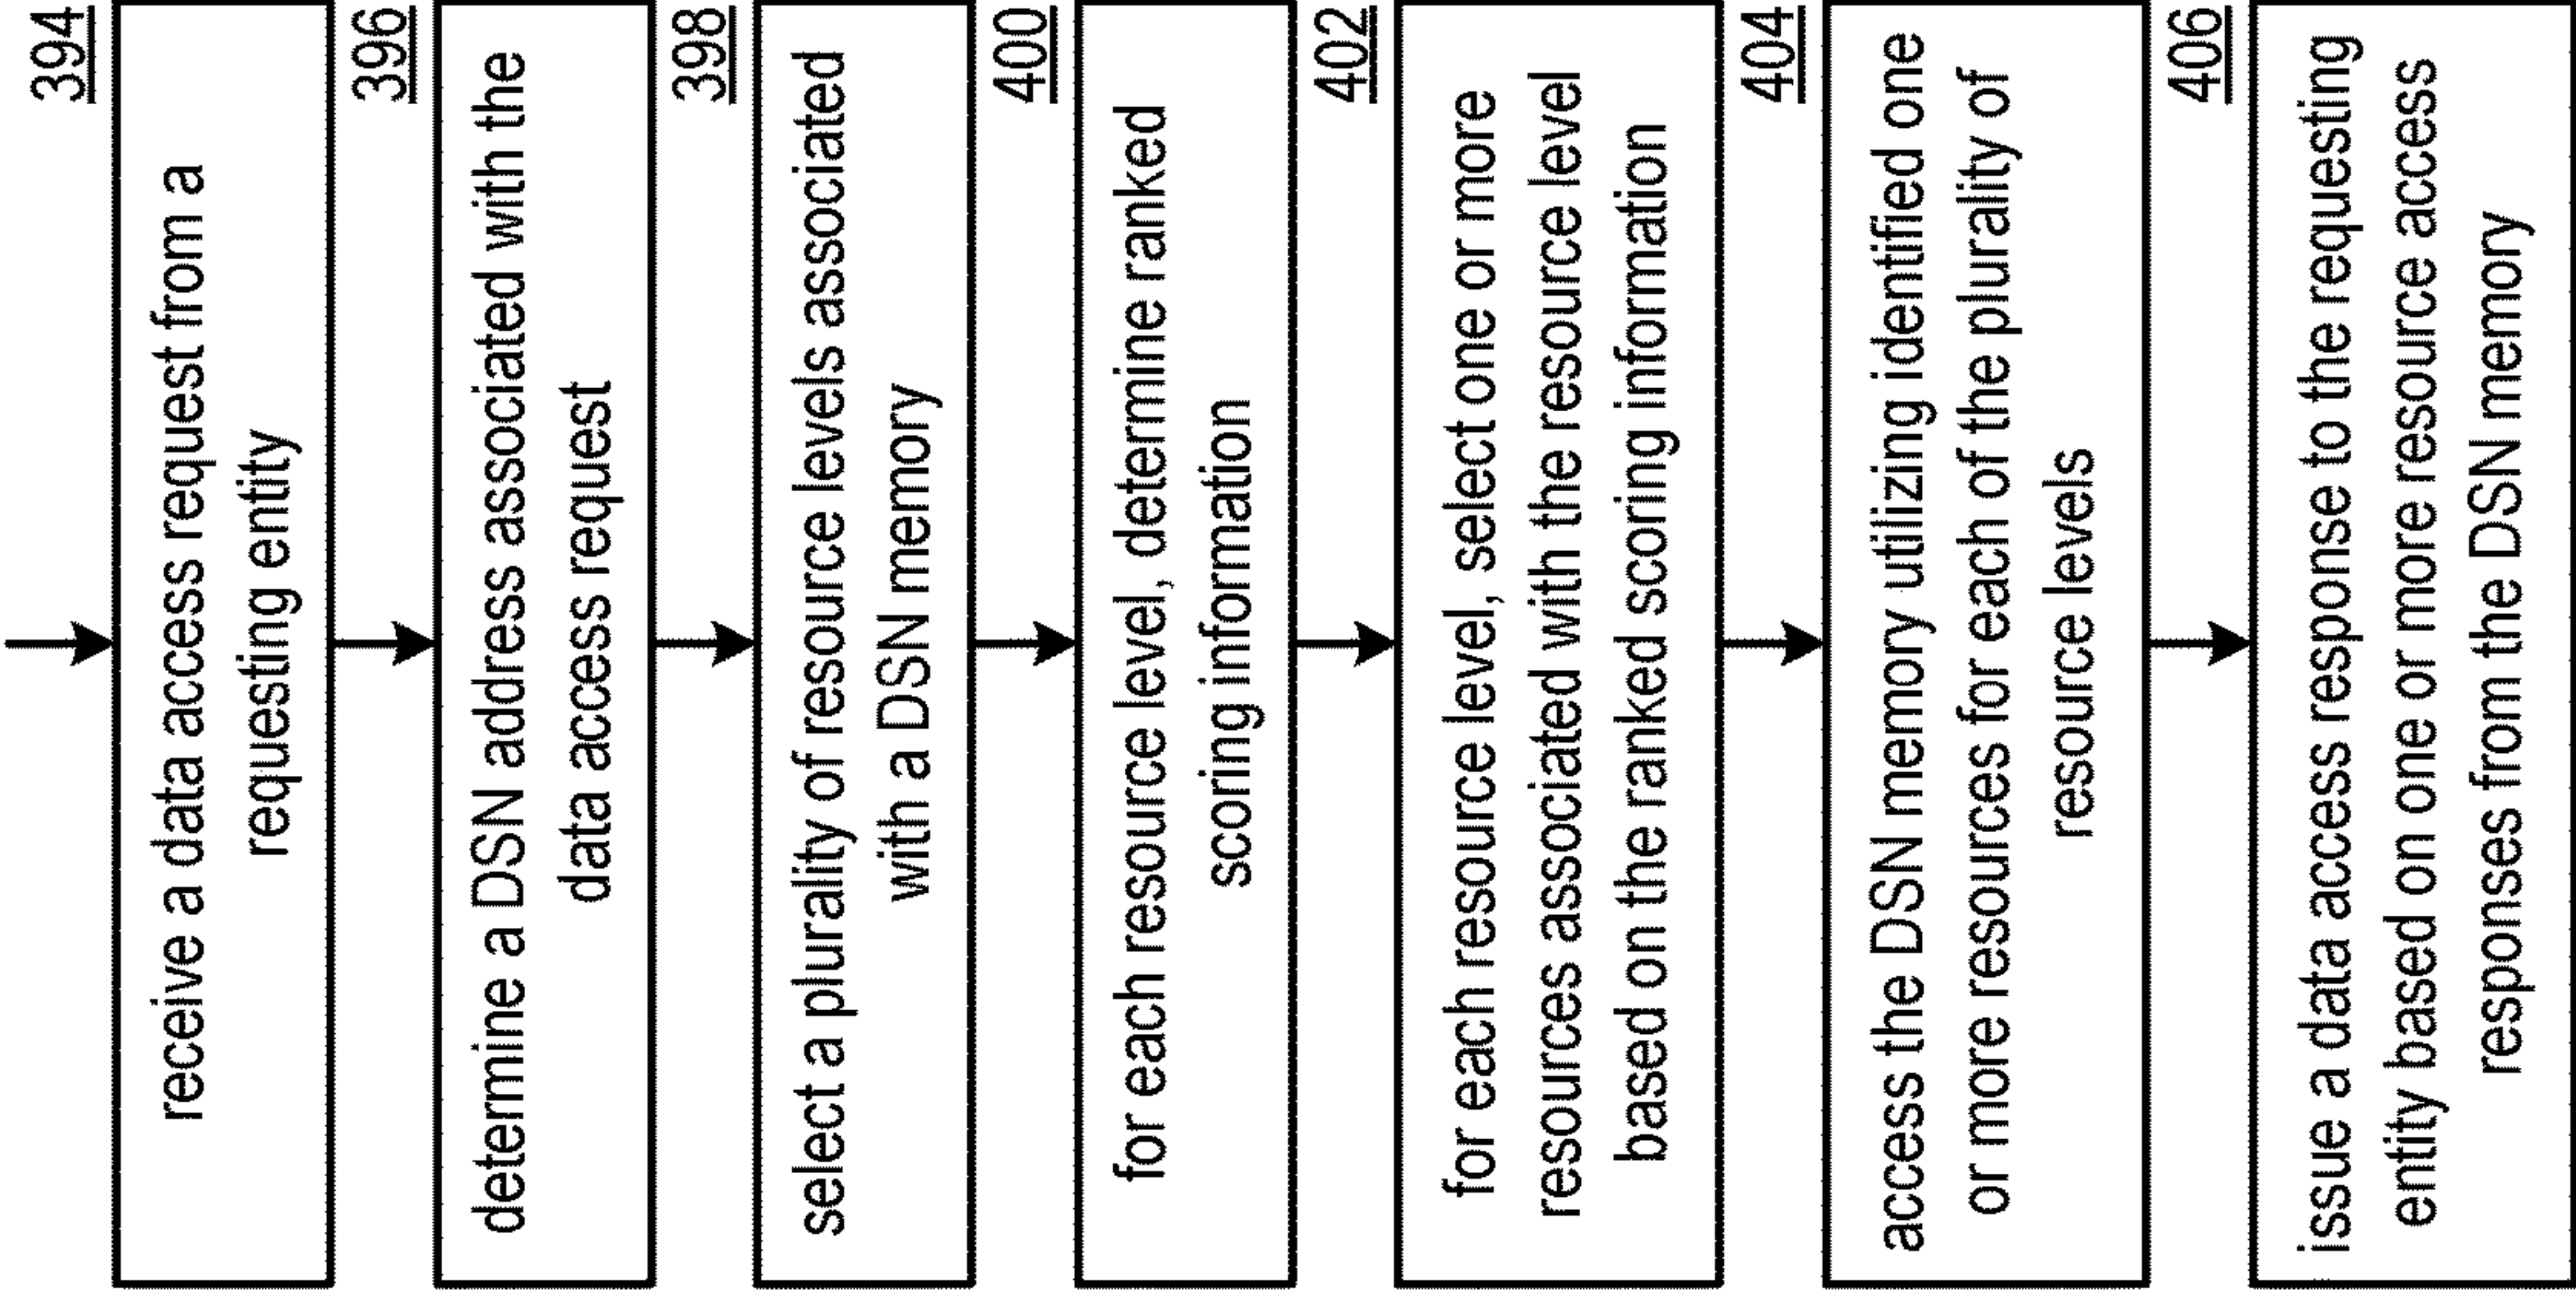 394
receive a data access request from a
requesting entity
396
determine a DSN address associated with the
data access request
398
select a plurality of resource levels associated
with a DSN memory
400
for each resource level, determine ranked
scoring information
402
for each resource level, select one or more
resources associated with the resource level
based on the ranked scoring information
404
access the DSN memory utilizing identified one
or more resources for each of the plurality of
resource levels
406
issue a data access response to the requesting
entity based on one or more resource access
responses from the DSN memory